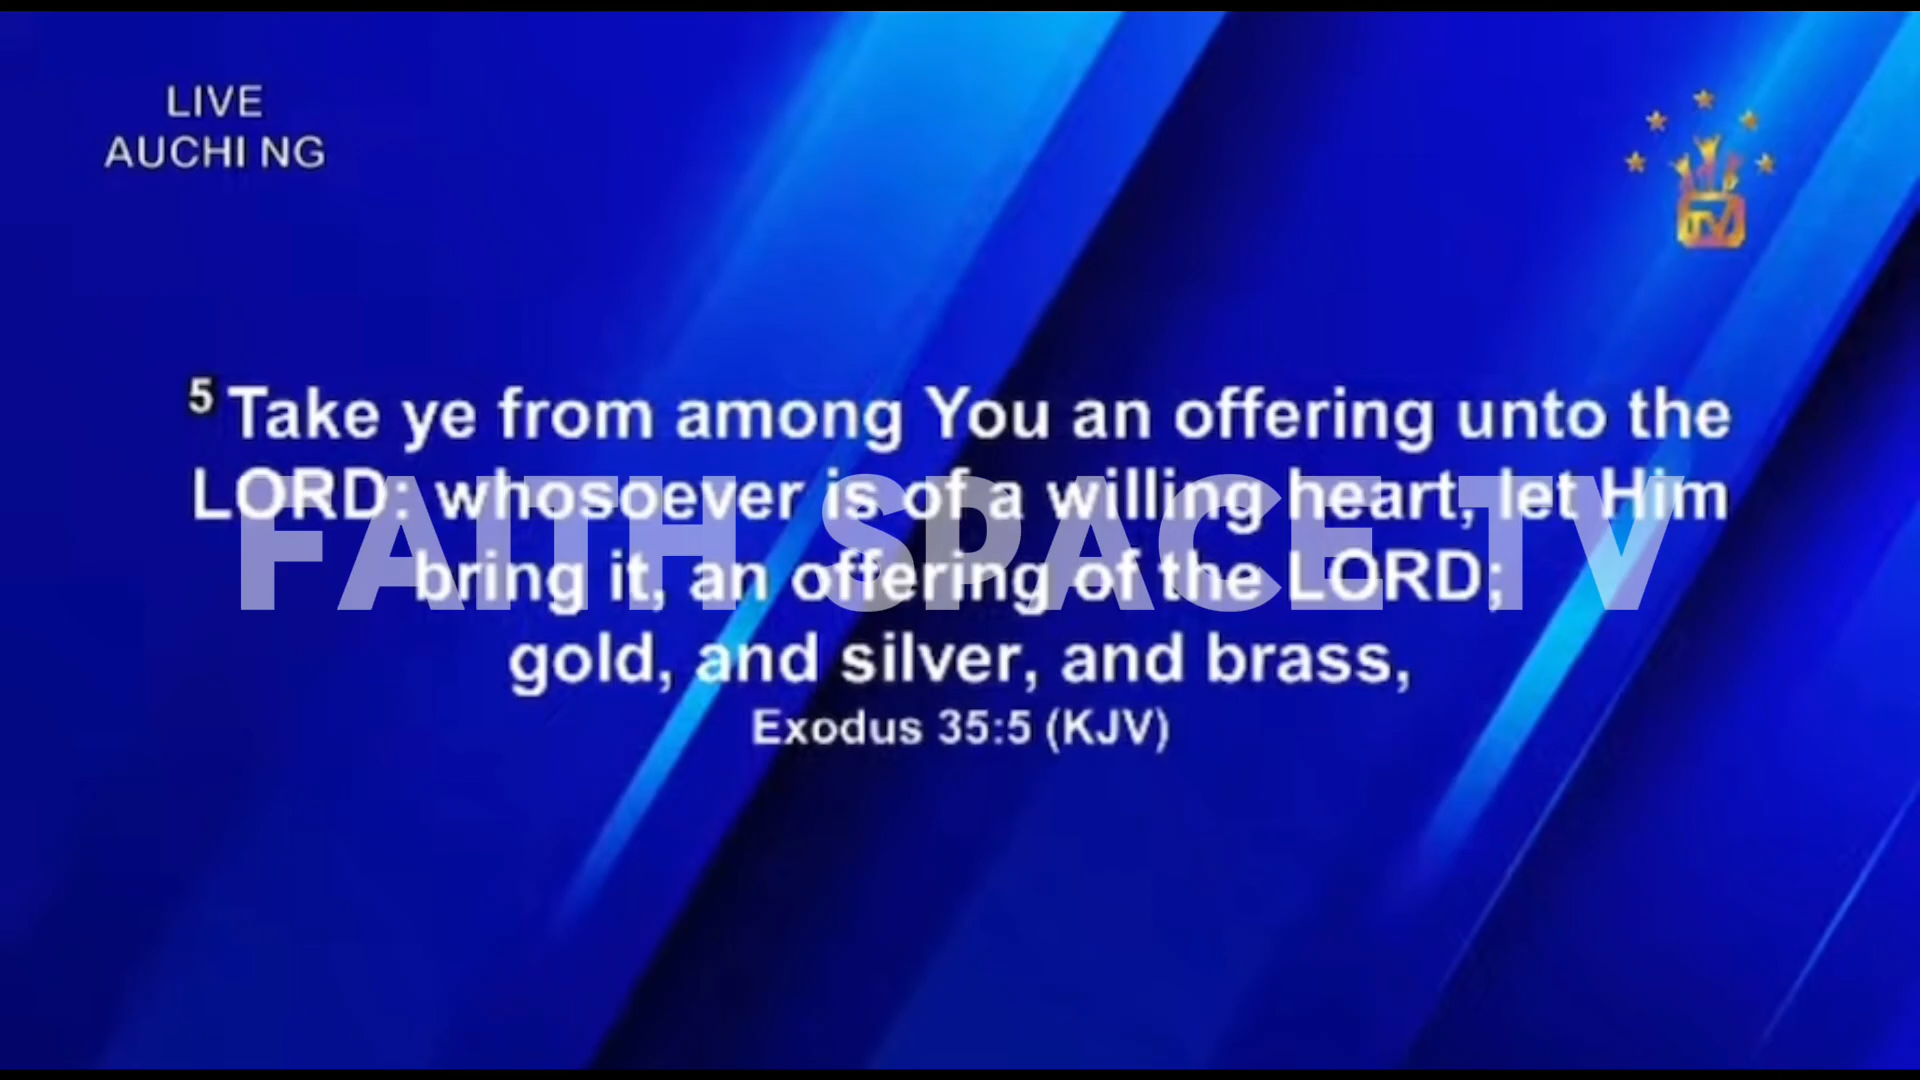 LIVE
AUCHI NG
TV
5 Take ye from among You an offering unto the
LORD: whosoever is of a willing heart, let Him
bring it, an offering of the LORD;
gold, and silver, and brass,
Exodus 35:5 (KJV)
FAITH SPACE TV